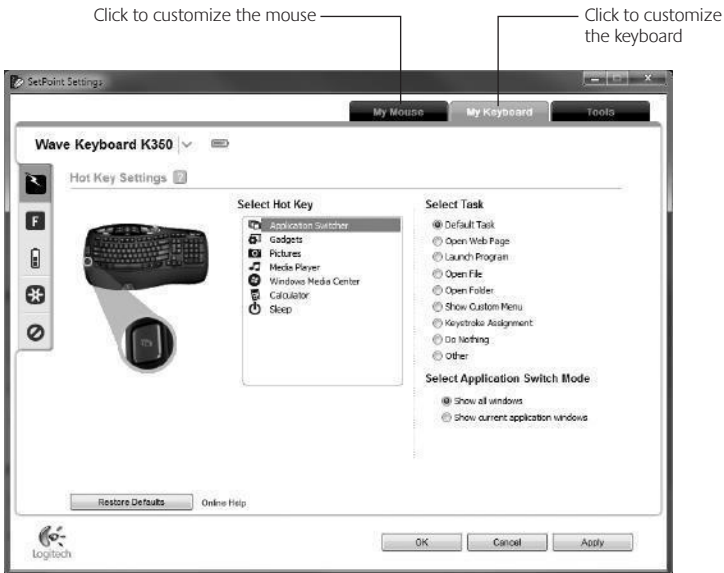 Click to customize the mouse
Click to customize
the keyboard
SetPoint Settings
My Mouse
My Keyboard
Tools
Wave Keyboard K350
Hot Key Settings ?
Select Hot Key
Application Switcher
Gadgets
Pictures
Media Player
Windows Media Center
Calculator
Sleep
Select Task
Default Task
Open Web Page
Launch Program
Open File
Open Folder
Show Custom Menu
Keystroke Assignment
Do Nothing
Other
Select Application Switch Mode
Show all windows
Show current application windows
F
Restore Defaults
Online Help
Logitech
OK
Cancel
Apply